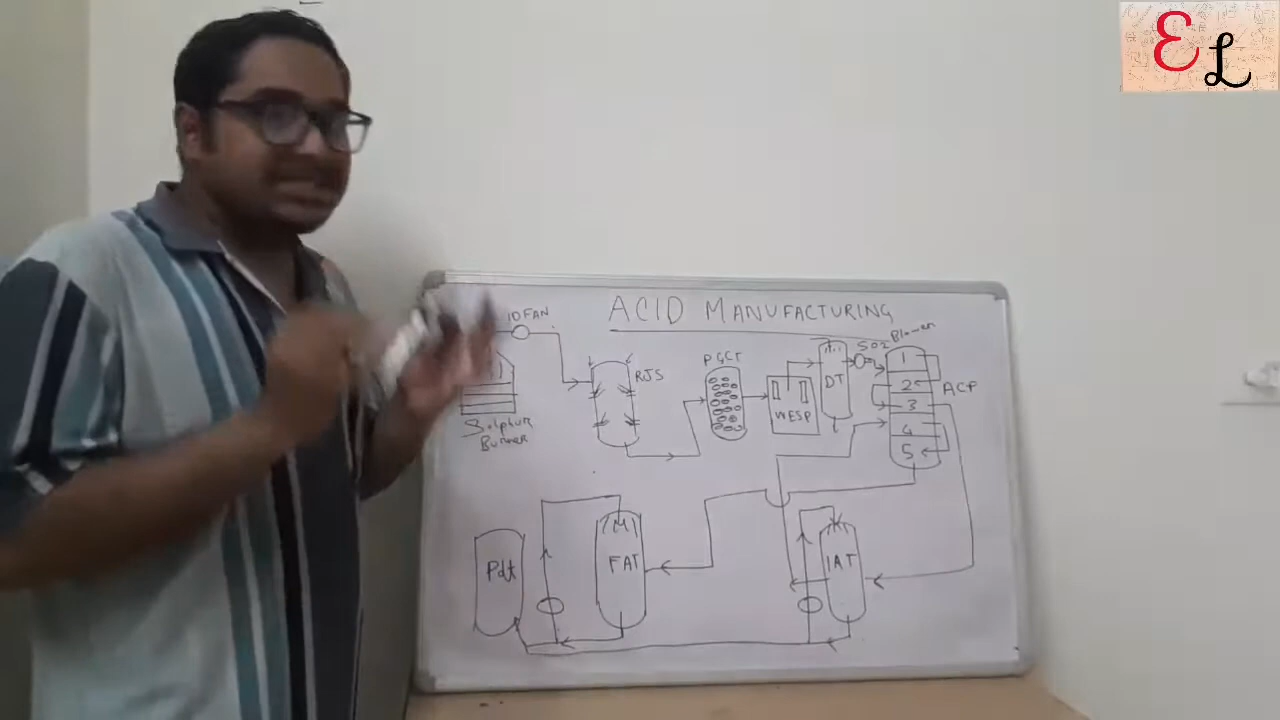 EL
ACID MANUFACTURING
ID FAN
RJS
PGCT
WESP
DT
SO2 Blower
1
2
3
4
5
ACP
Sulphur
Burner
Pdt
FAT
IAT